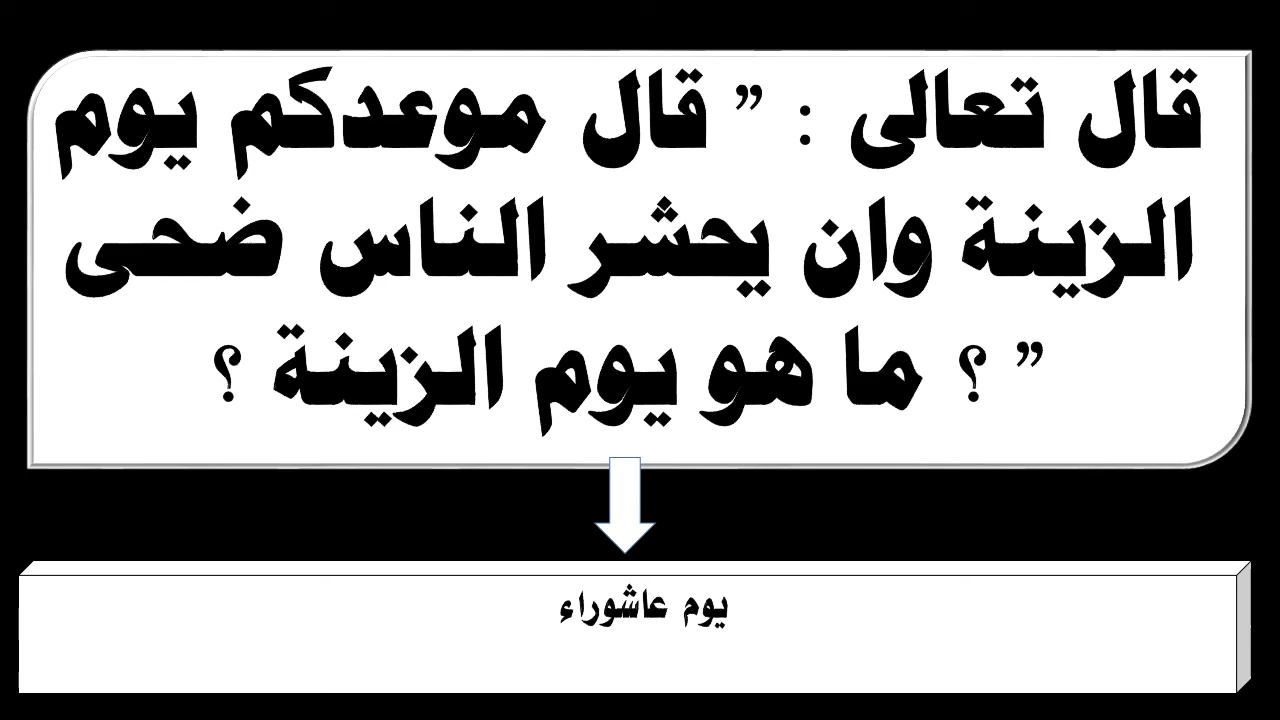 قال تعالى : ” قال موعدكم يوم
الزينة وان يحشر الناس ضحى
” ؟ ما هو يوم الزينة ؟
يوم عاشوراء